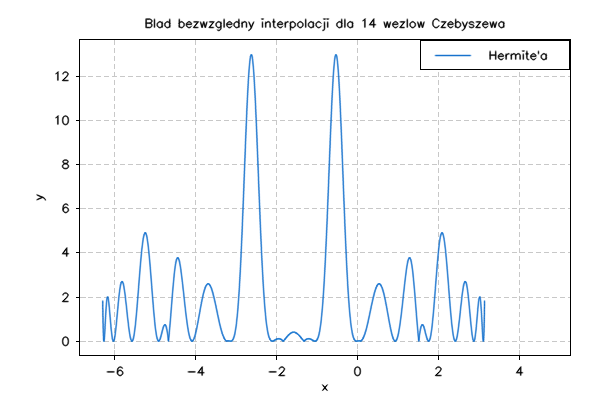 Blad bezwzgledny interpolacji dla 14 wezlow Czebyszewa
Hermite'a
12
10
8
6
4
2
0
y
−6 −4 −2 0 2 4
x